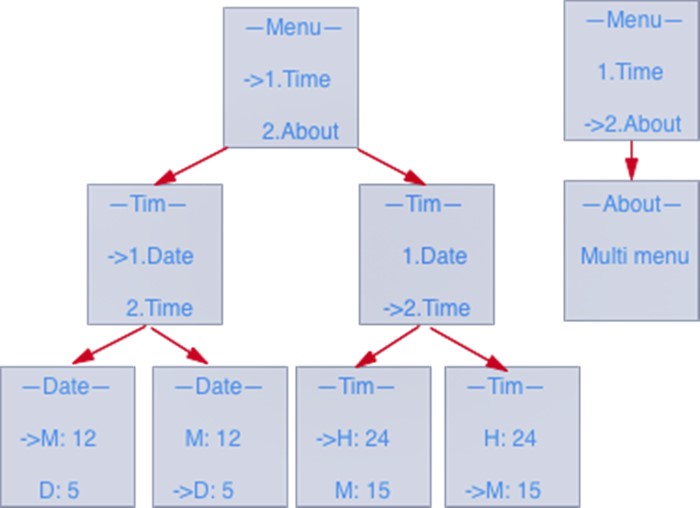 —Menu—
->1.Time
2.About
—Menu—
1.Time
->2.About
—Tim—
->1.Date
2.Time
—Tim—
1.Date
->2.Time
—About—
Multi menu
—Date—
->M: 12
D: 5
—Date—
M: 12
->D: 5
—Tim—
->H: 24
M: 15
—Tim—
H: 24
->M: 15